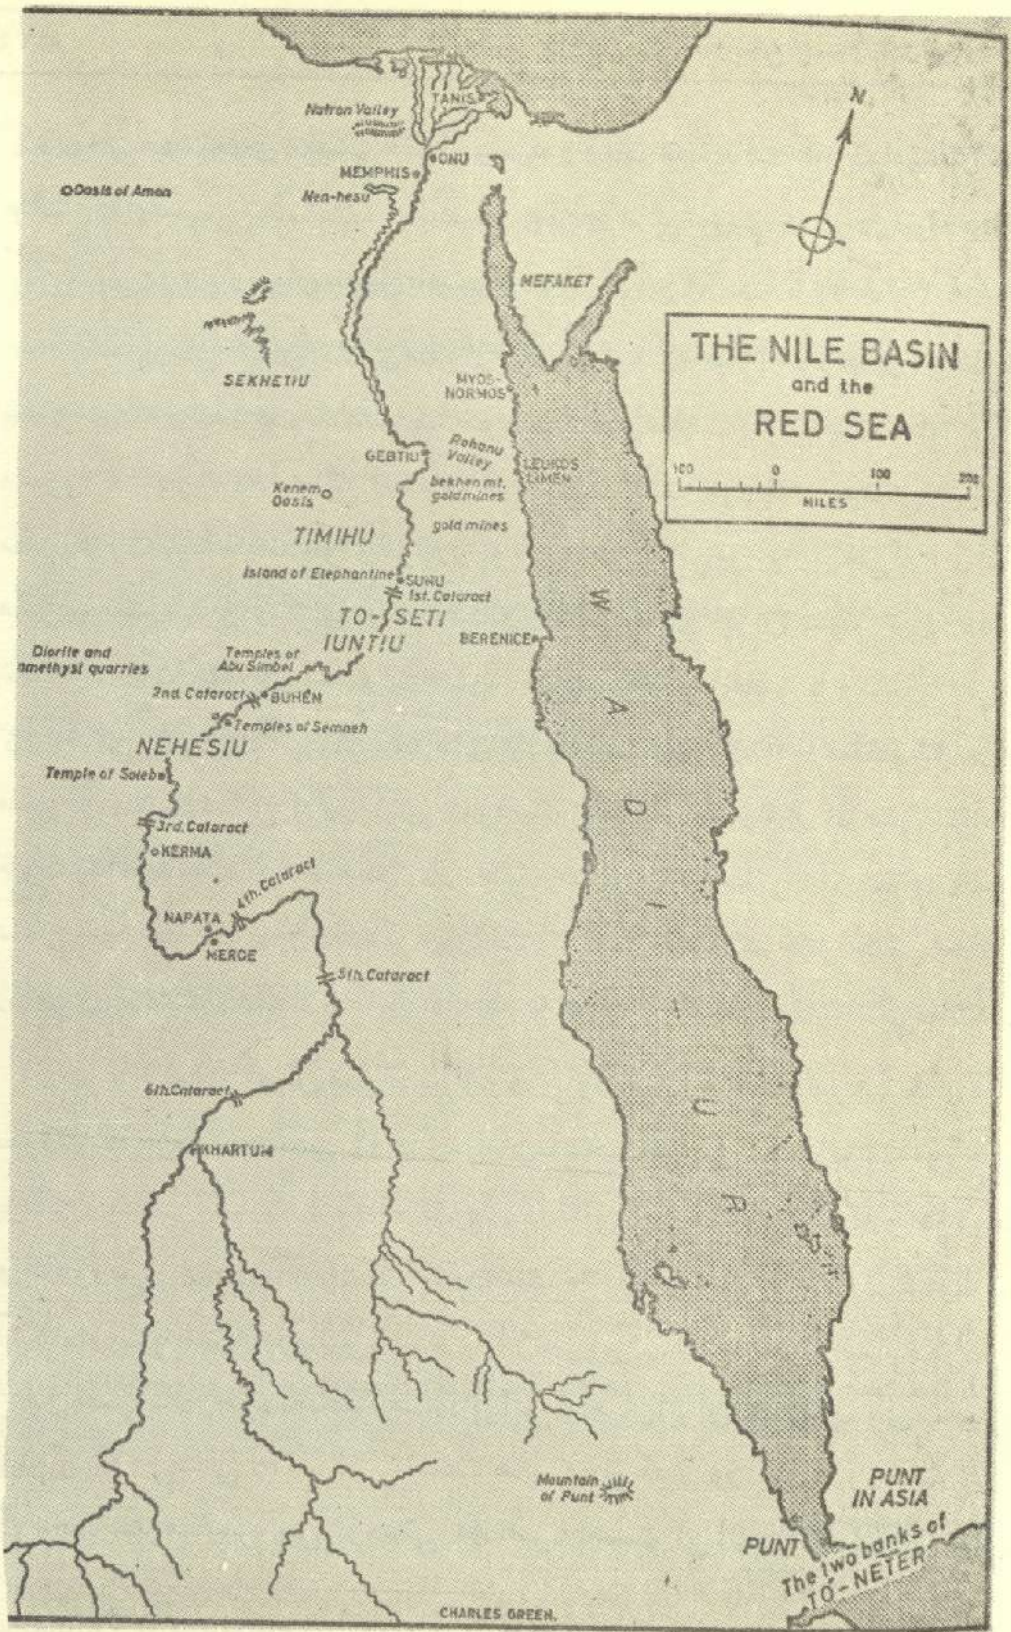 TANIS
Natron Valley
ONU
MEMPHIS
Nen-hesu
Oasis of Amon
N
MEFAKET
THE NILE BASIN
and the
RED SEA
100 0 100 200
MILES
SEKHETIU
MYOS-
NORMOS
GEBTIU
Rohanu
Valley
LEUKOS
LIMEN
bekhen mt.
goldmines
Kenem
Oasis
gold mines
TIMIHU
Island of Elephantine
SUNU
1st. Cataract
TO-SETI
IUNTIU
BERENICE
Diorite and
amethyst quarries
Temples of
Abu Simbel
2nd. Cataract
BUHEN
Temples of Semneh
NEHESIU
Temple of Soleb
3rd. Cataract
KERMA
4th. Cataract
NAPATA
MEROE
5th. Cataract
6th. Cataract
KHARTUM
WADI-UR
Mountain
of Punt
PUNT
IN ASIA
PUNT
The two banks of
TO-NETER
CHARLES GREEN.